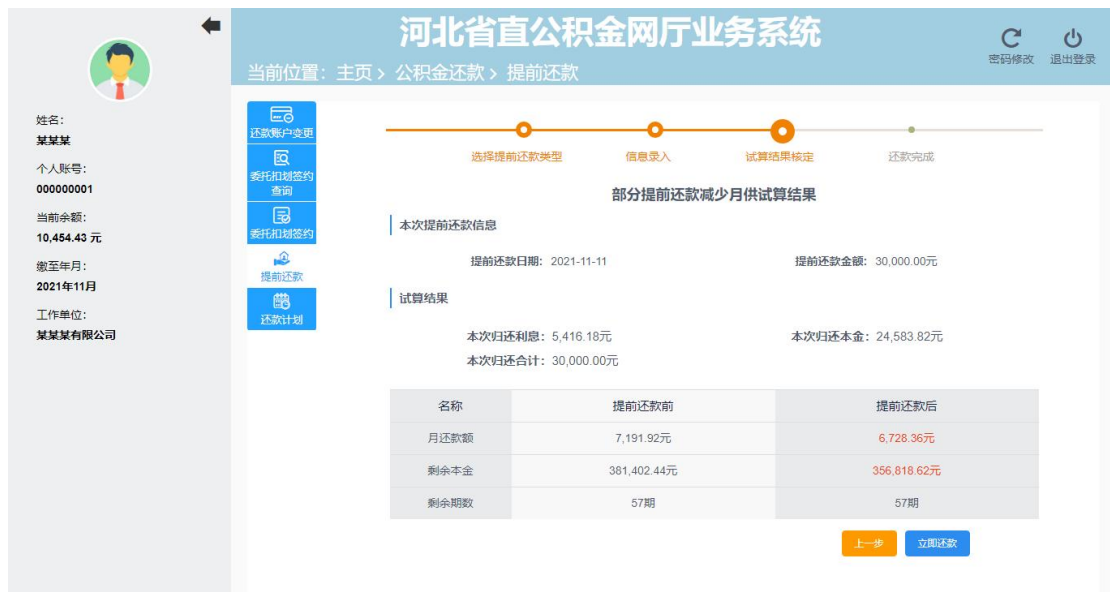 河北省直公积金网厅业务系统
密码修改
退出登录
当前位置：主页 > 公积金还款 > 提前还款
姓名：
某某某
个人账号：
000000001
当前余额：
10,454.43 元
缴至年月：
2021年11月
工作单位：
某某某有限公司
还款账户变更
委托扣划签约
查询
委托扣划签约
提前还款
还款计划
选择提前还款类型
信息录入
试算结果核定
还款完成
部分提前还款减少月供试算结果
本次提前还款信息
提前还款日期：2021-11-11
提前还款金额：30,000.00元
试算结果
本次归还利息：5,416.18元
本次归还本金：24,583.82元
本次归还合计：30,000.00元
名称 提前还款前 提前还款后
月还款额 7,191.92元 6,728.36元
剩余本金 381,402.44元 356,818.62元
剩余期数 57期 57期
上一步
立即还款